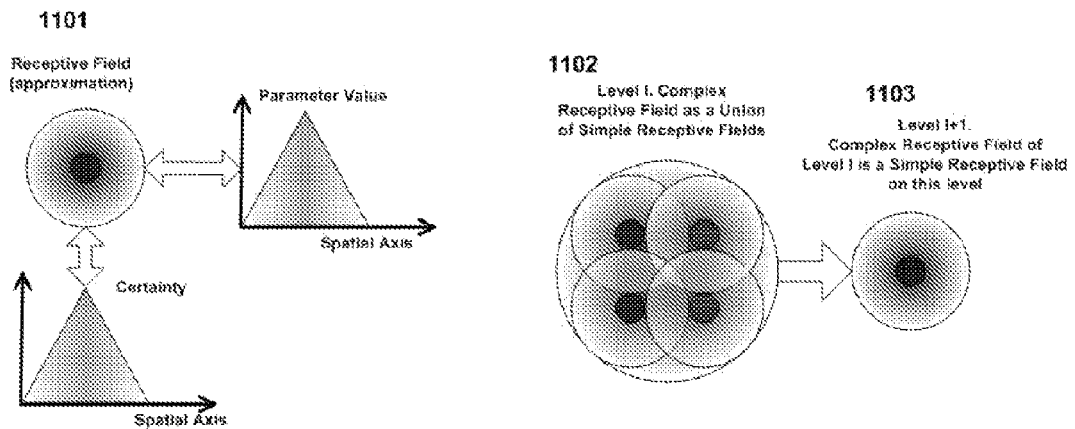 1101
Receptive Field
(approximation)
Parameter Value
Spatial Axis
Certainty
Spatial Axis
1102
Level I. Complex
Receptive Field as a Union
of Simple Receptive Fields
1103
Level I+1.
Complex Receptive Field of
Level I is a Simple Receptive Field
on this level